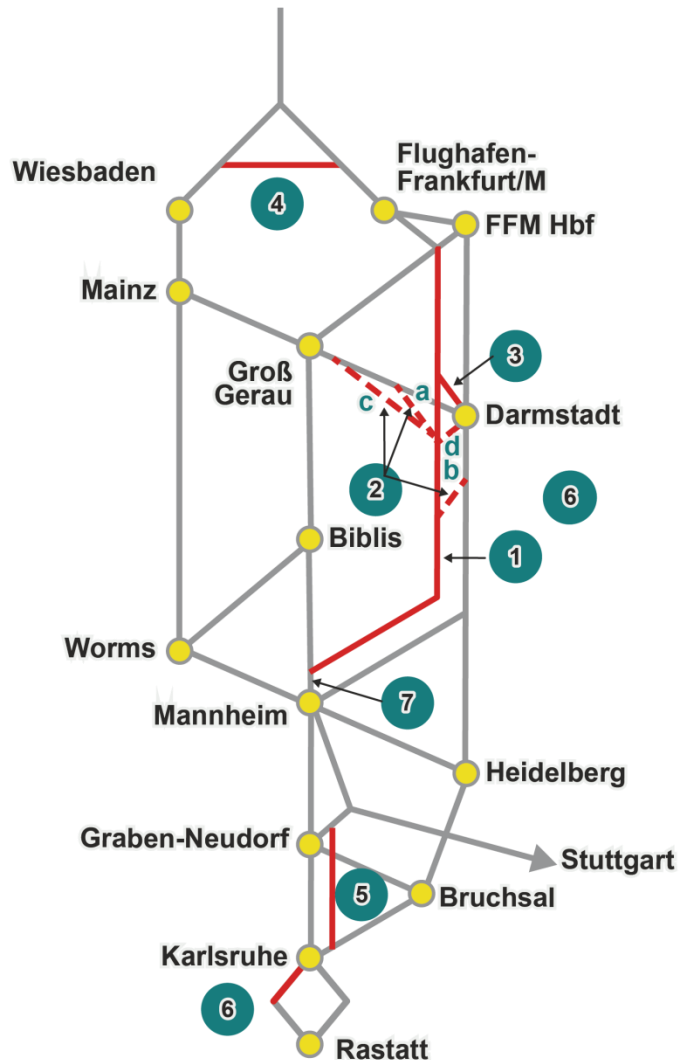 Wiesbaden
Flughafen-
Frankfurt/M
4
FFM Hbf
Mainz
3
Groß
Gerau
a
c
Darmstadt
d
b
2
6
Biblis
1
Worms
7
Mannheim
Heidelberg
Graben-Neudorf
Stuttgart
5
Bruchsal
Karlsruhe
6
Rastatt